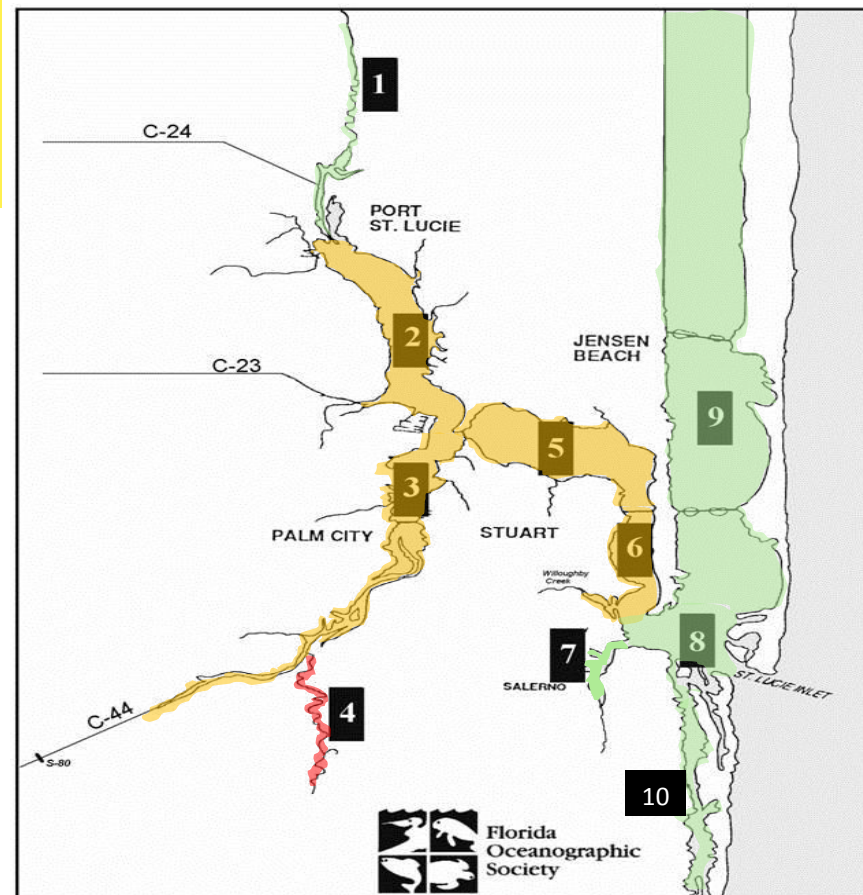 1
C-24
PORT
ST. LUCIE
2
JENSEN
BEACH
C-23
9
5
3
PALM CITY
STUART
6
Willoughby
Creek
7
8
SALERNO
ST. LUCIE INLET
4
C-44
S-80
10
Florida
Oceanographic
Society